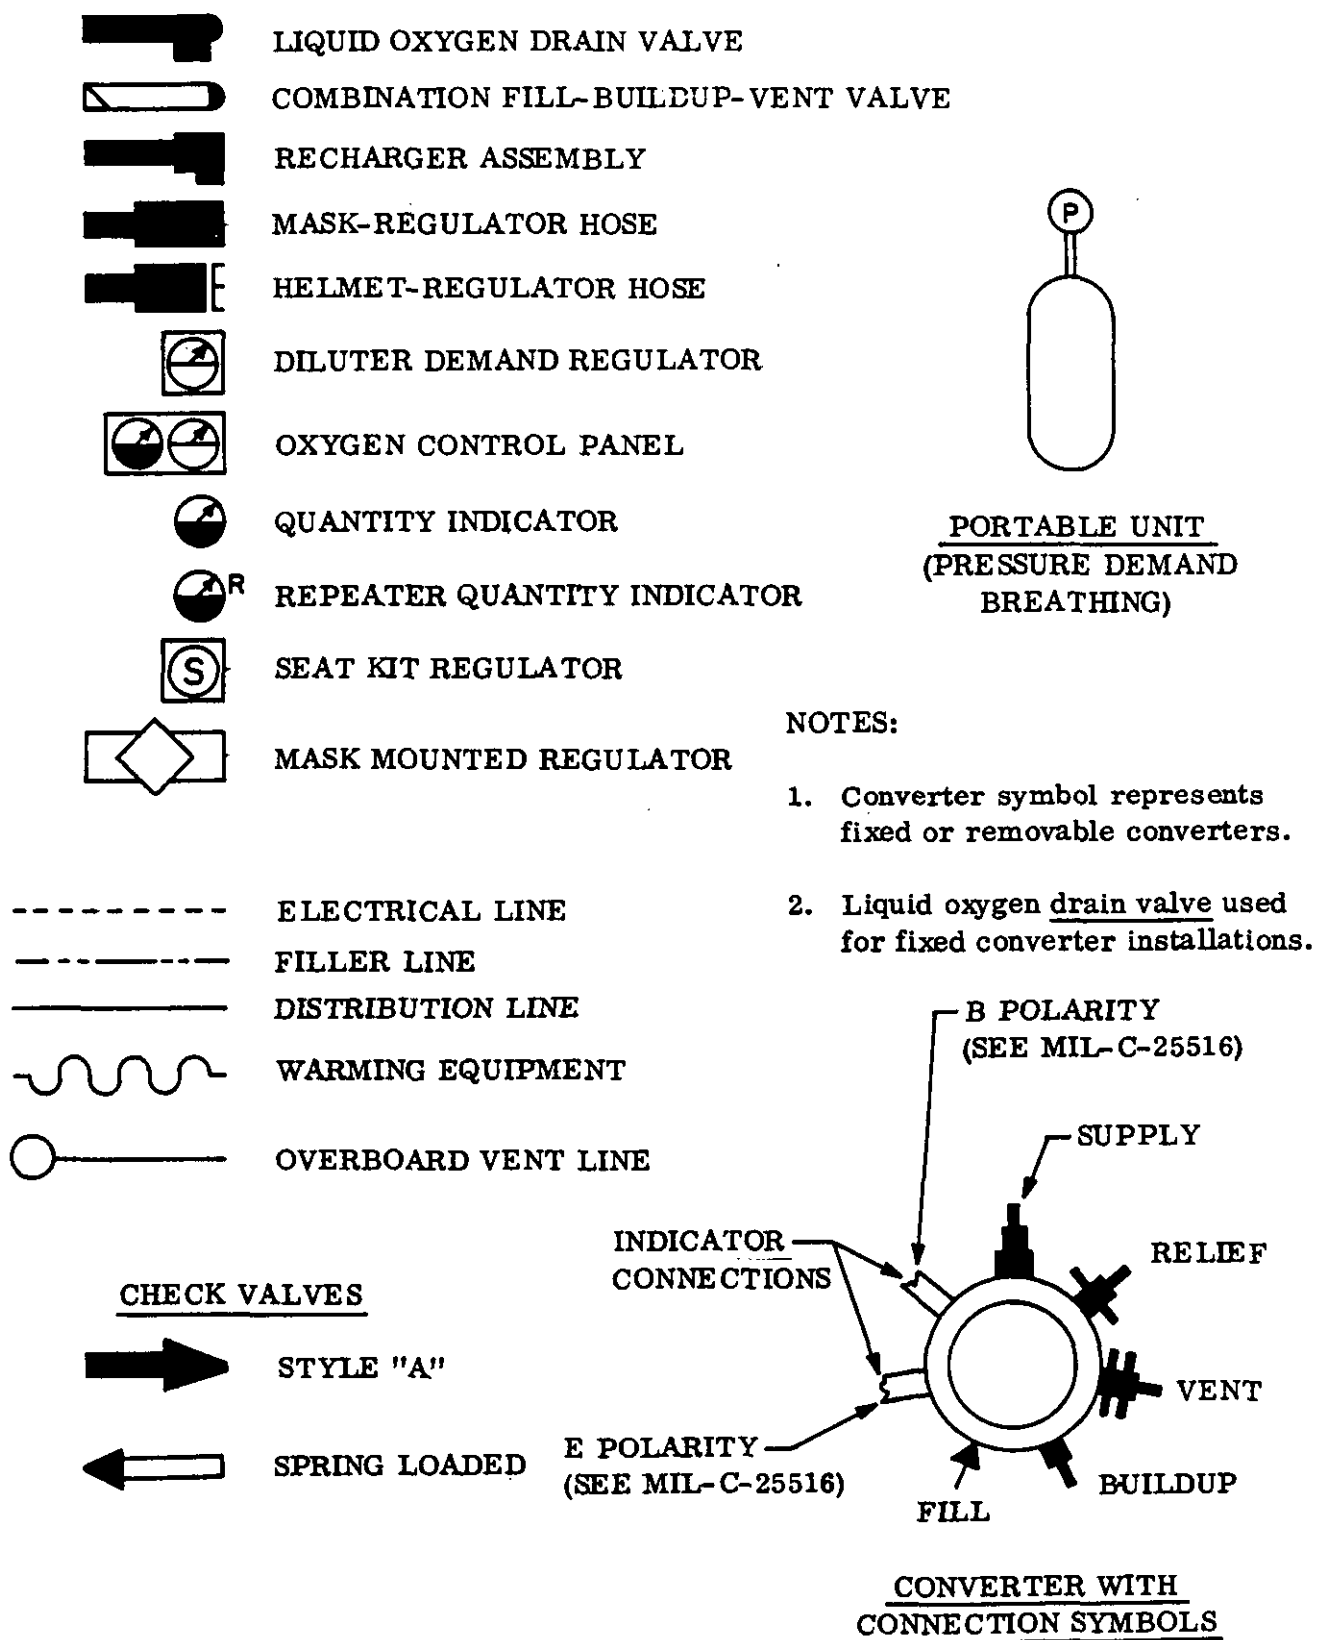 LIQUID OXYGEN DRAIN VALVE
COMBINATION FILL-BUILDUP-VENT VALVE
RECHARGER ASSEMBLY
MASK-REGULATOR HOSE
HELMET-REGULATOR HOSE
DILUTER DEMAND REGULATOR
OXYGEN CONTROL PANEL
QUANTITY INDICATOR
R
REPEATER QUANTITY INDICATOR
S
SEAT KIT REGULATOR
MASK MOUNTED REGULATOR
P
PORTABLE UNIT
(PRESSURE DEMAND
BREATHING)
NOTES:
1. Converter symbol represents
fixed or removable converters.
2. Liquid oxygen drain valve used
for fixed converter installations.
ELECTRICAL LINE
FILLER LINE
DISTRIBUTION LINE
WARMING EQUIPMENT
OVERBOARD VENT LINE
CHECK VALVES
STYLE "A"
SPRING LOADED
B POLARITY
(SEE MIL-C-25516)
SUPPLY
INDICATOR
CONNECTIONS
RELIEF
VENT
E POLARITY
(SEE MIL-C-25516)
BUILDUP
FILL
CONVERTER WITH
CONNECTION SYMBOLS